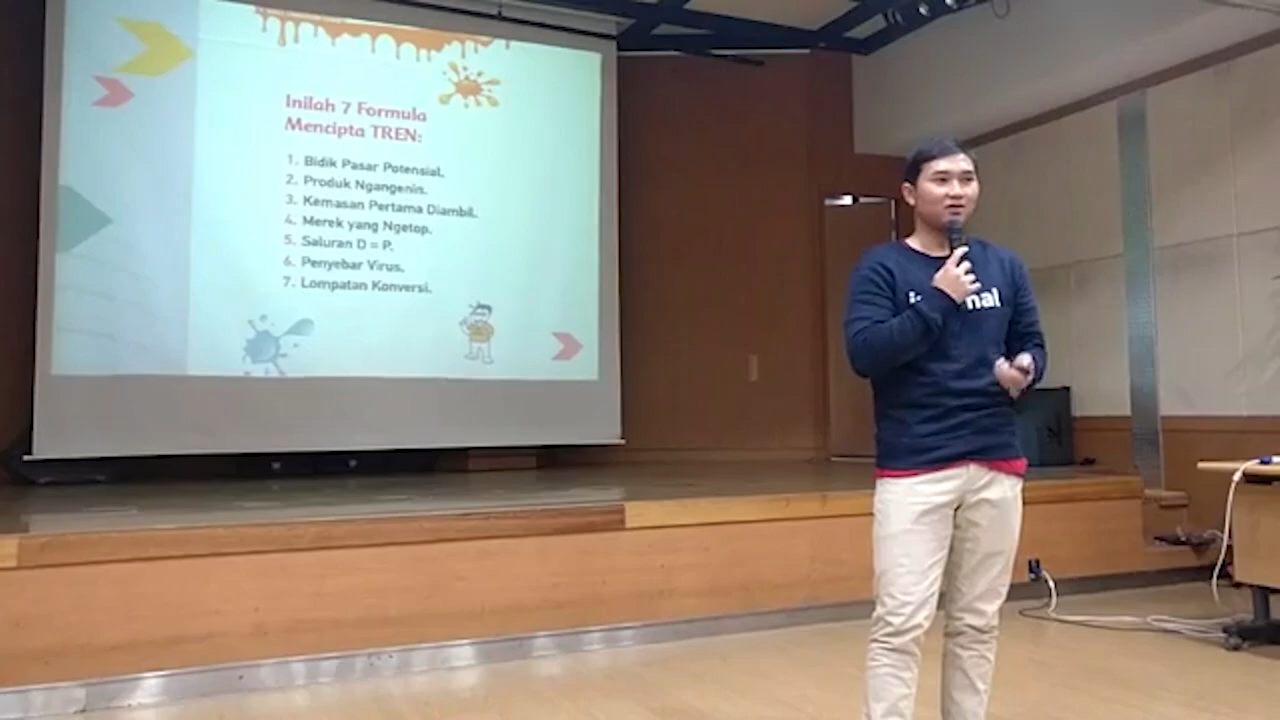 Inilah 7 Formula
Mencipta TREN:
1. Bidik Pasar Potensial.
2. Produk Ngangenin.
3. Kemasan Pertama Diambil.
4. Merek yang Ngetop.
5. Saluran D = P.
6. Penyebar Virus.
7. Lompatan Konversi.